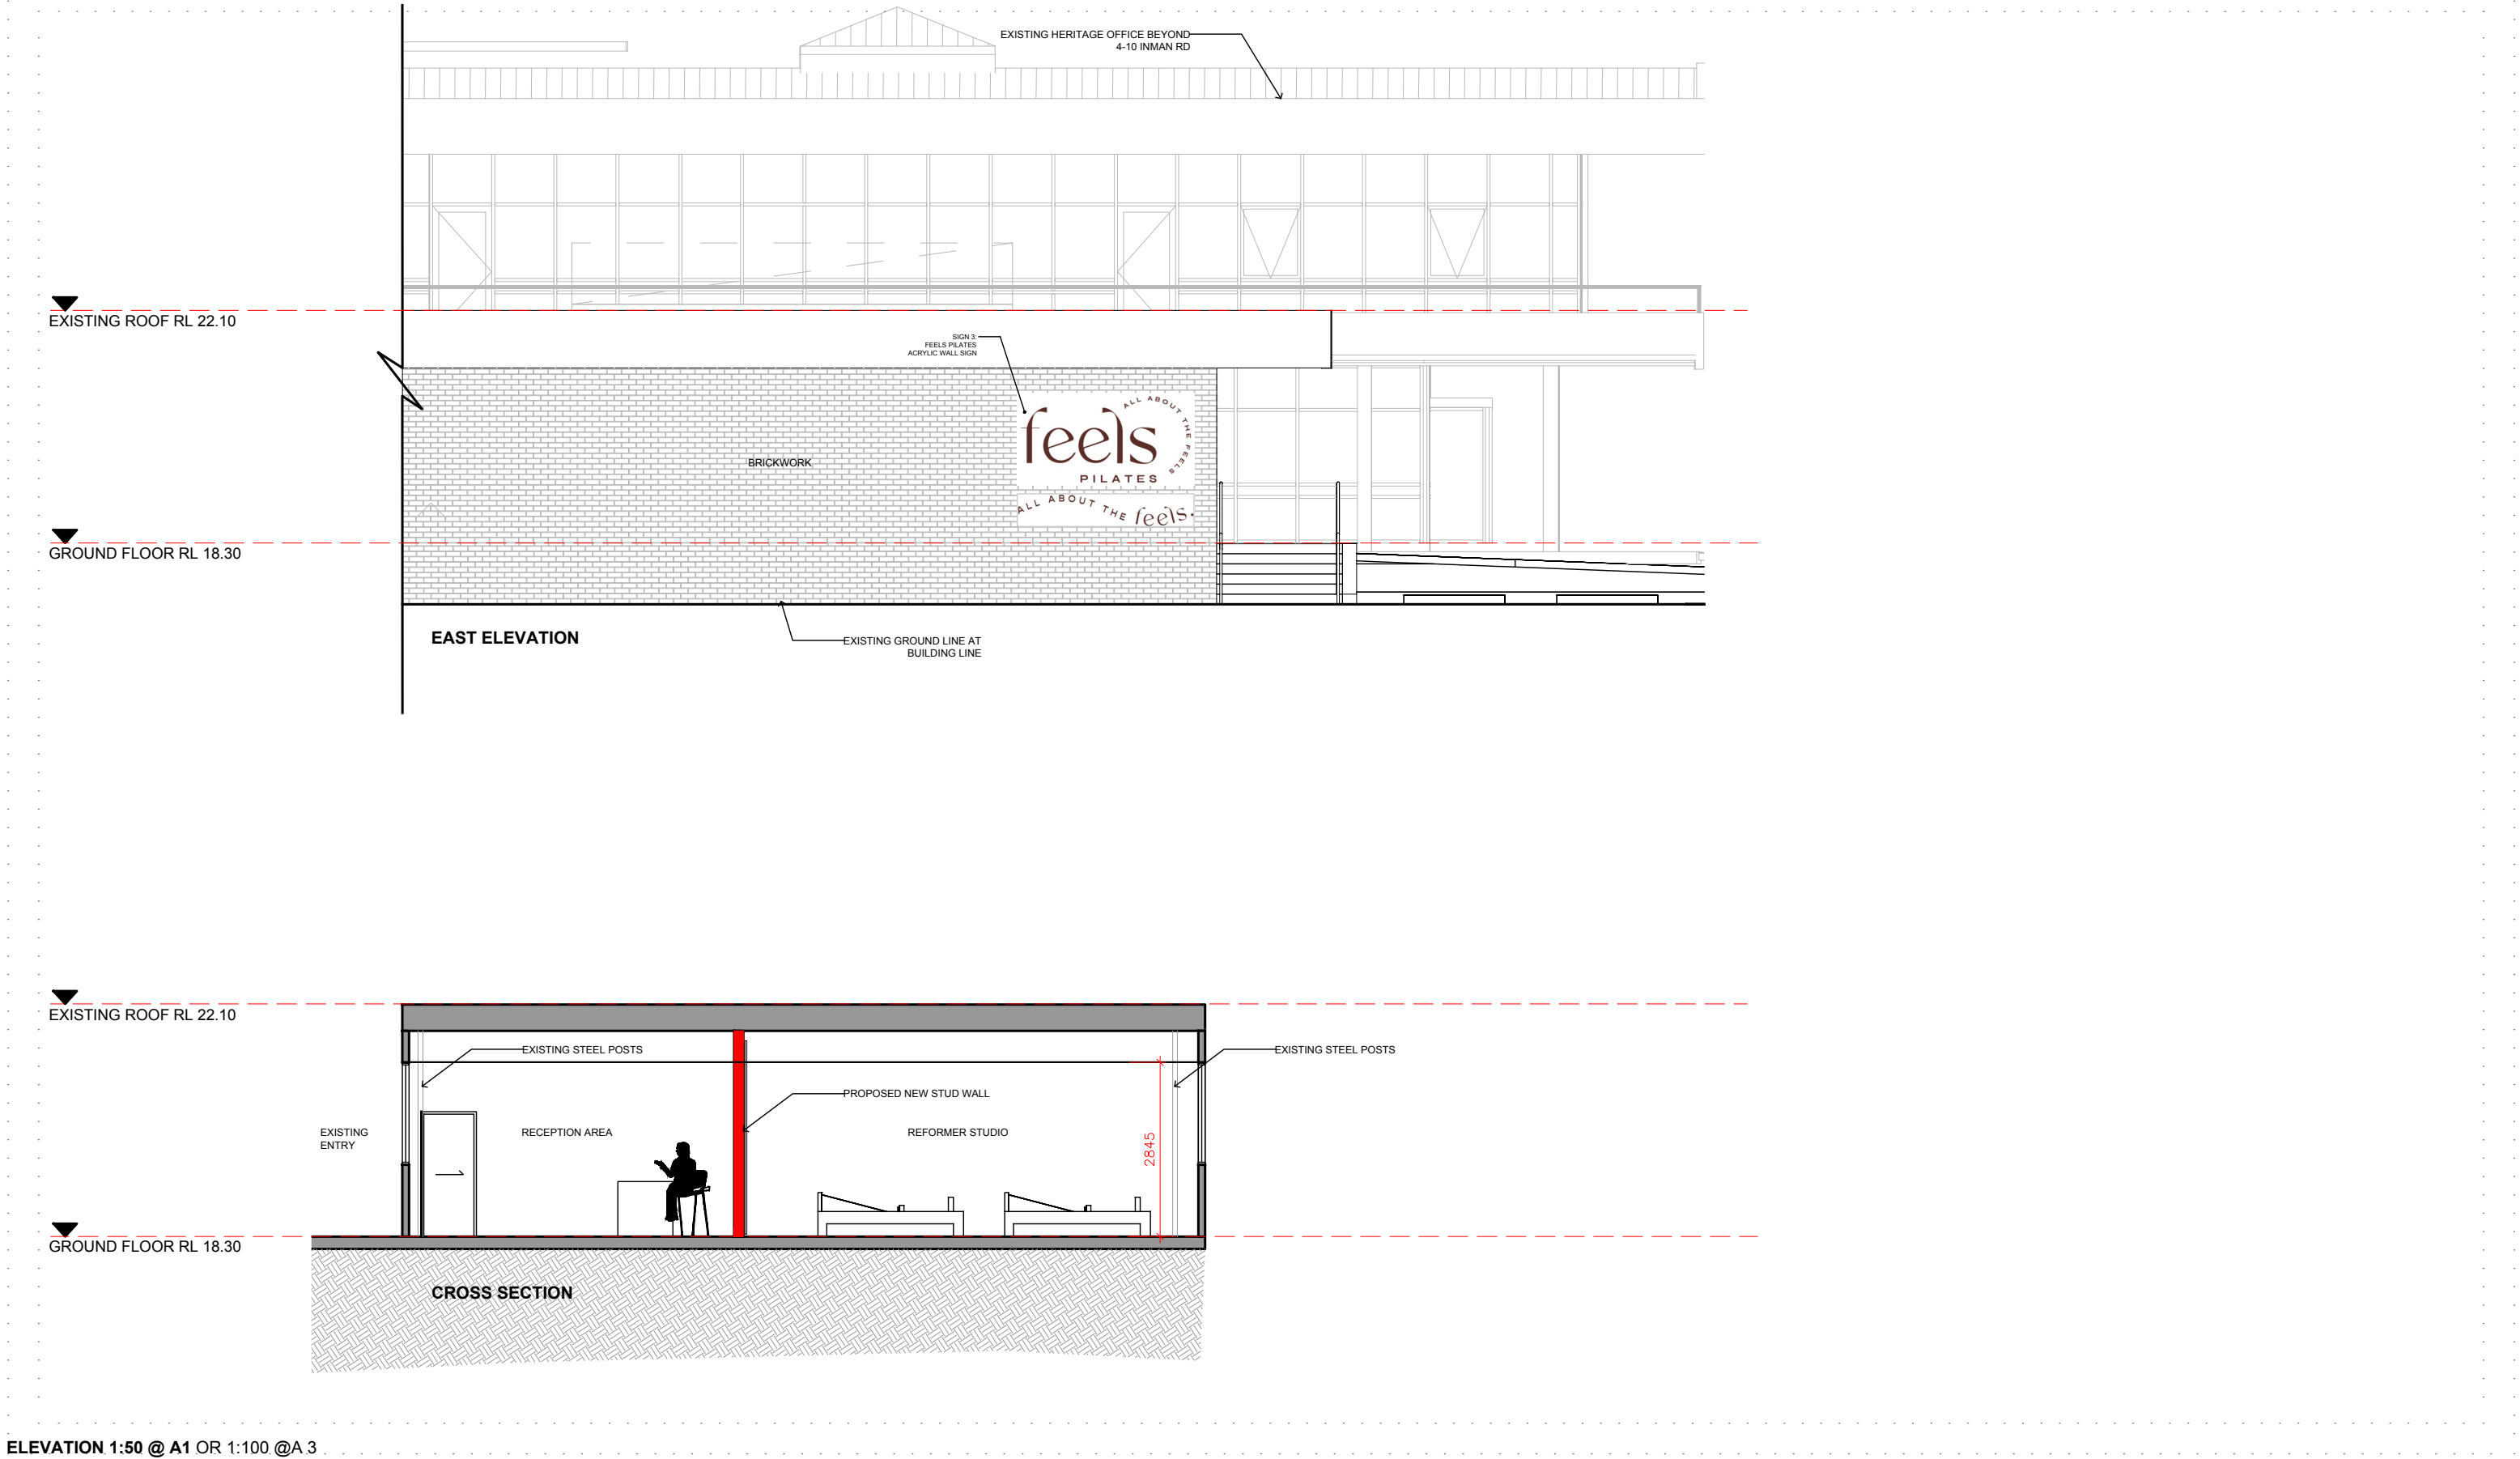 EXISTING HERITAGE OFFICE BEYOND
4-10 INMAN RD
EXISTING ROOF RL 22.10
SIGN 3:
FEELS PILATES
ACRYLIC WALL SIGN
ALL ABOUT THE FEELS
feels
PILATES
BRICKWORK
ALL ABOUT THE feels.
GROUND FLOOR RL 18.30
EAST ELEVATION
EXISTING GROUND LINE AT
BUILDING LINE
EXISTING ROOF RL 22.10
EXISTING STEEL POSTS
EXISTING STEEL POSTS
PROPOSED NEW STUD WALL
EXISTING
ENTRY
RECEPTION AREA
REFORMER STUDIO
2845
GROUND FLOOR RL 18.30
CROSS SECTION
ELEVATION 1:50 @ A1 OR 1:100 @A 3